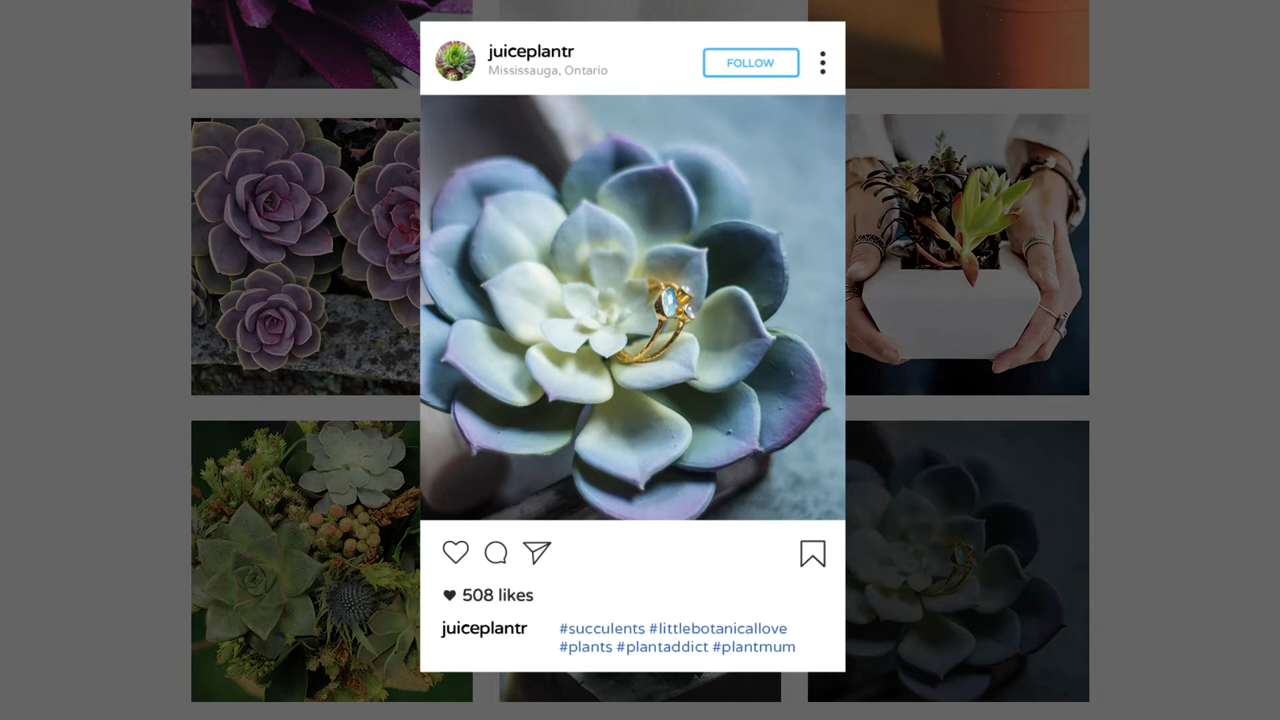 juiceplantr
Mississauga, Ontario
FOLLOW
508 likes
juiceplantr
#succulents #littlebotanicallove
#plants #plantaddict #plantmum